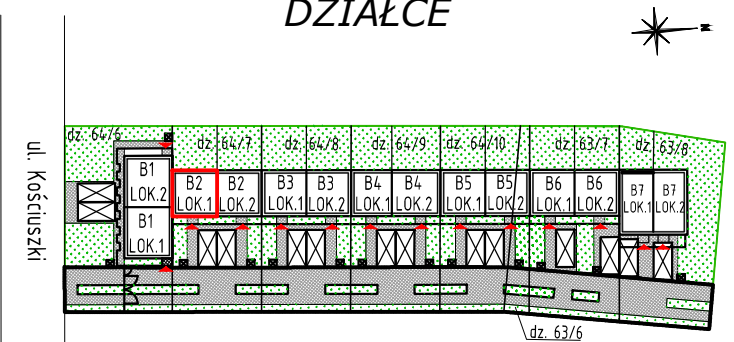 DZIAŁCE
ul. Kościuszki
dz. 64/6
dz. 64/7
dz. 64/8
dz. 64/9
dz. 64/10
dz. 63/7
dz. 63/8
B1
LOK.2
B1
LOK.1
B2
LOK.1
B2
LOK.2
B3
LOK.1
B3
LOK.2
B4
LOK.1
B4
LOK.2
B5
LOK.1
B5
LOK.2
B6
LOK.1
B6
LOK.2
B7
LOK.1
B7
LOK.2
dz. 63/6